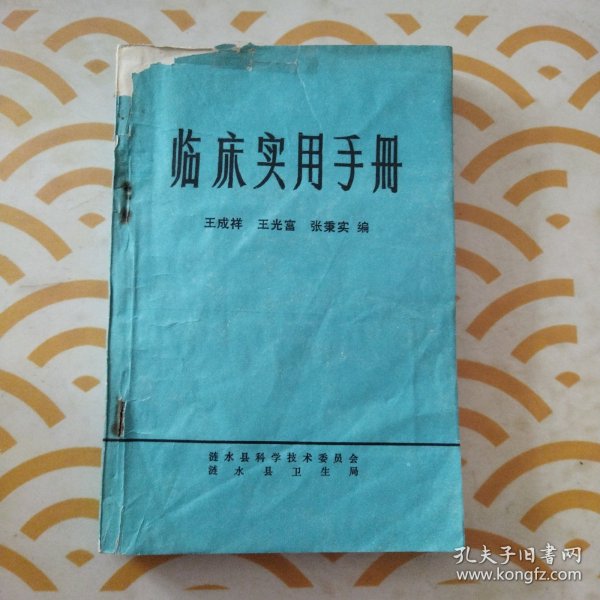 临床实用手册
王成祥 王光富 张秉实 编
涟水县科学技术委员会
涟水县卫生局
孔夫子旧书网
www.kongfz.com